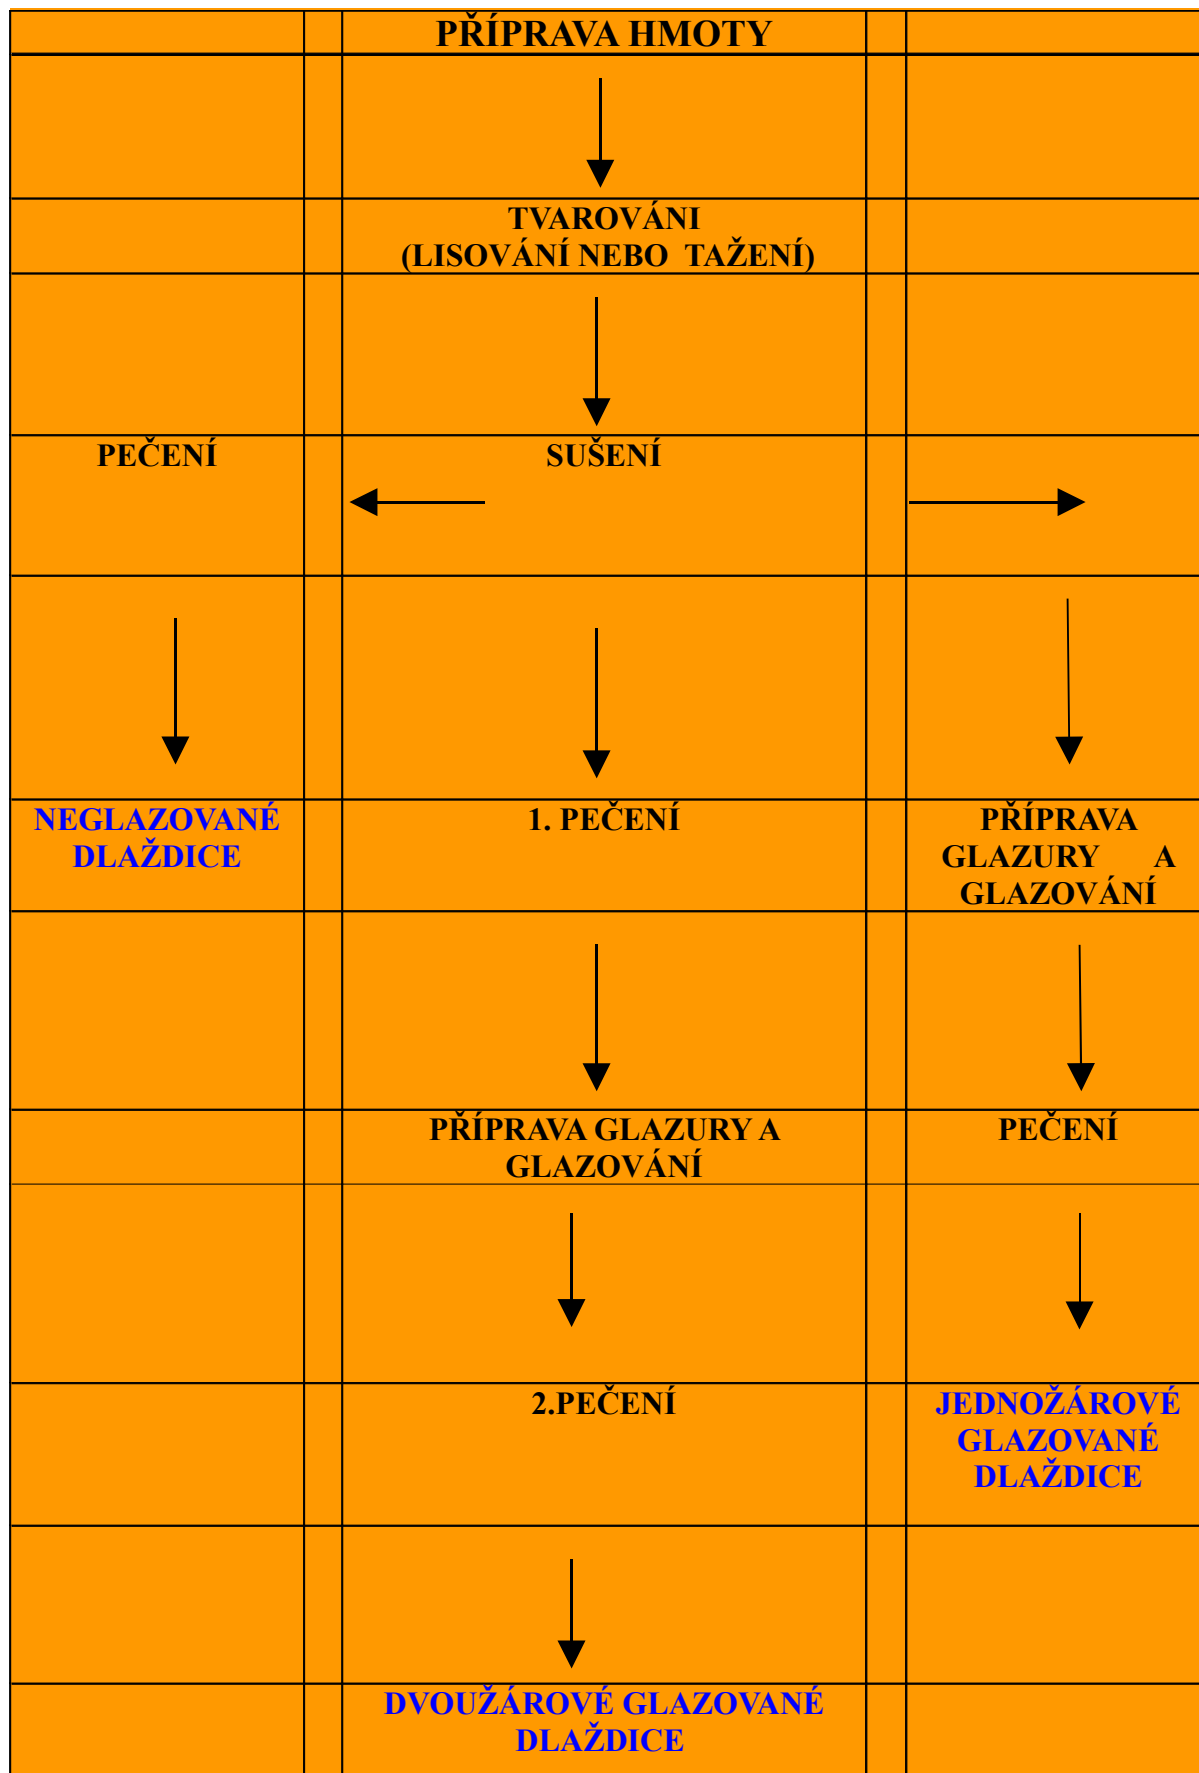 PŘÍPRAVA HMOTY
TVAROVÁNI
(LISOVÁNÍ NEBO TAŽENÍ)
PEČENÍ
SUŠENÍ
NEGLAZOVANÉ
DLAŽDICE
1. PEČENÍ
PŘÍPRAVA
GLAZURY A
GLAZOVÁNÍ
PŘÍPRAVA GLAZURY A
GLAZOVÁNÍ
PEČENÍ
2.PEČENÍ
JEDNOŽÁROVÉ
GLAZOVANÉ
DLAŽDICE
DVOUŽÁROVÉ GLAZOVANÉ
DLAŽDICE